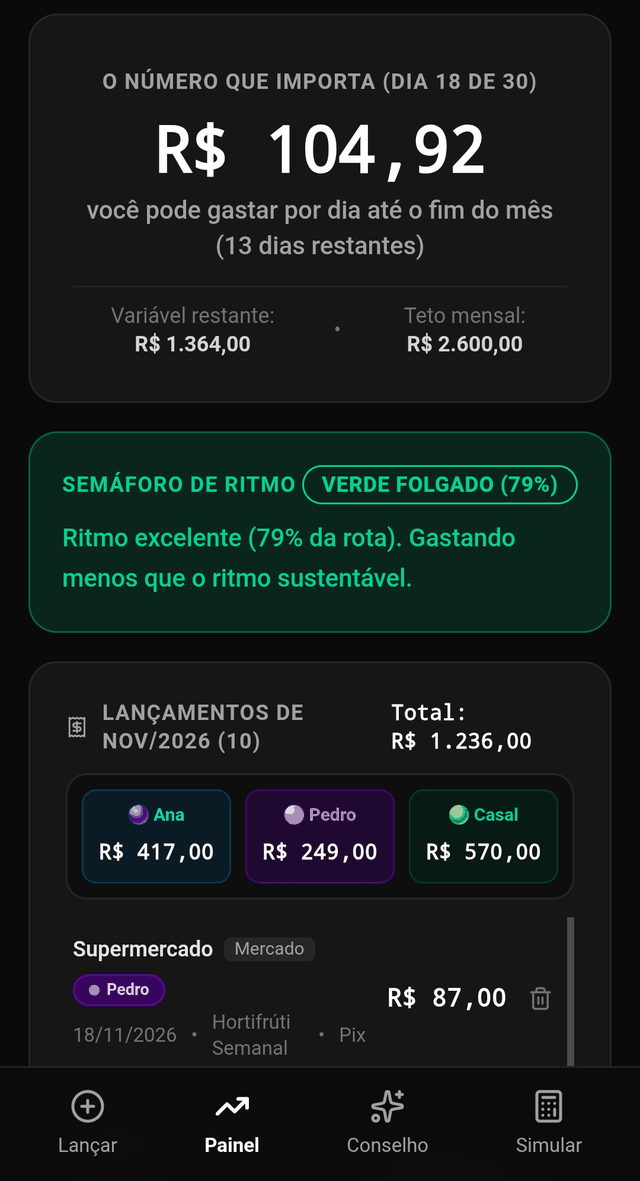 O NÚMERO QUE IMPORTA (DIA 18 DE 30)
R$ 104,92
você pode gastar por dia até o fim do mês
(13 dias restantes)
Variável restante:
R$ 1.364,00
•
Teto mensal:
R$ 2.600,00
SEMÁFORO DE RITMO VERDE FOLGADO (79%)
Ritmo excelente (79% da rota). Gastando
menos que o ritmo sustentável.
LANÇAMENTOS DE
NOV/2026 (10)
Total:
R$ 1.236,00
Ana
R$ 417,00
Pedro
R$ 249,00
Casal
R$ 570,00
Supermercado Mercado
Pedro
R$ 87,00
18/11/2026 • Hortifrúti
Semanal • Pix
Lançar
Painel
Conselho
Simular